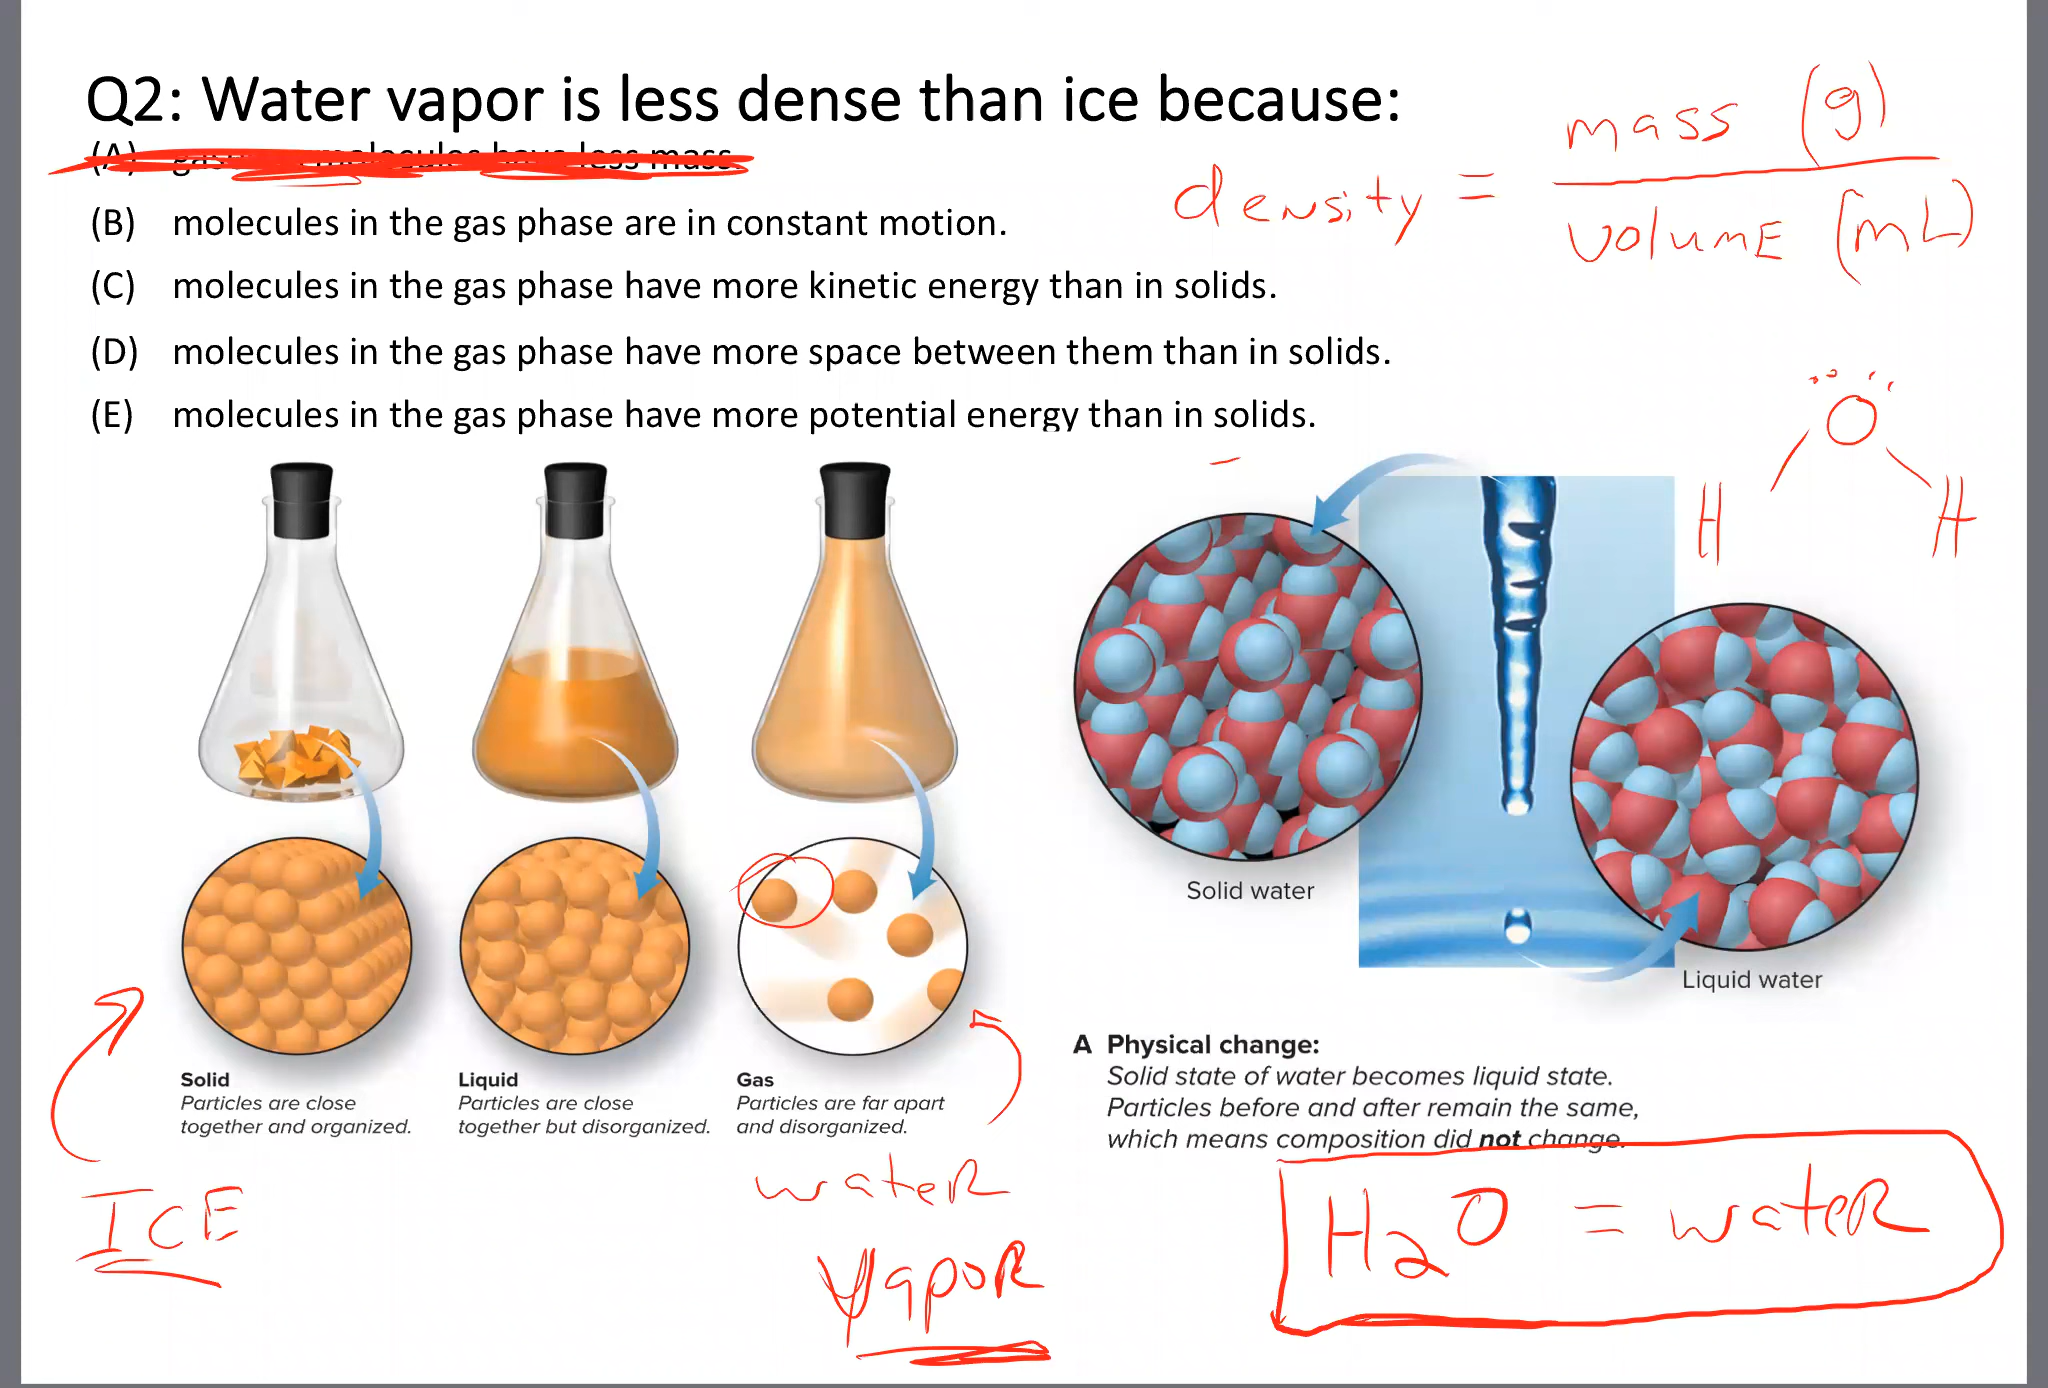 Q2: Water vapor is less dense than ice because:
(A) gaseous molecules have less mass
(B) molecules in the gas phase are in constant motion.
(C) molecules in the gas phase have more kinetic energy than in solids.
(D) molecules in the gas phase have more space between them than in solids.
(E) molecules in the gas phase have more potential energy than in solids.
density = mass (g)
volumE (mL)
O
H H
Solid water
Liquid water
Solid
Particles are close
together and organized.
Liquid
Particles are close
together but disorganized.
Gas
Particles are far apart
and disorganized.
A Physical change:
Solid state of water becomes liquid state.
Particles before and after remain the same,
which means composition did not change.
ICE
wateR
VapoR
H2O = wateR